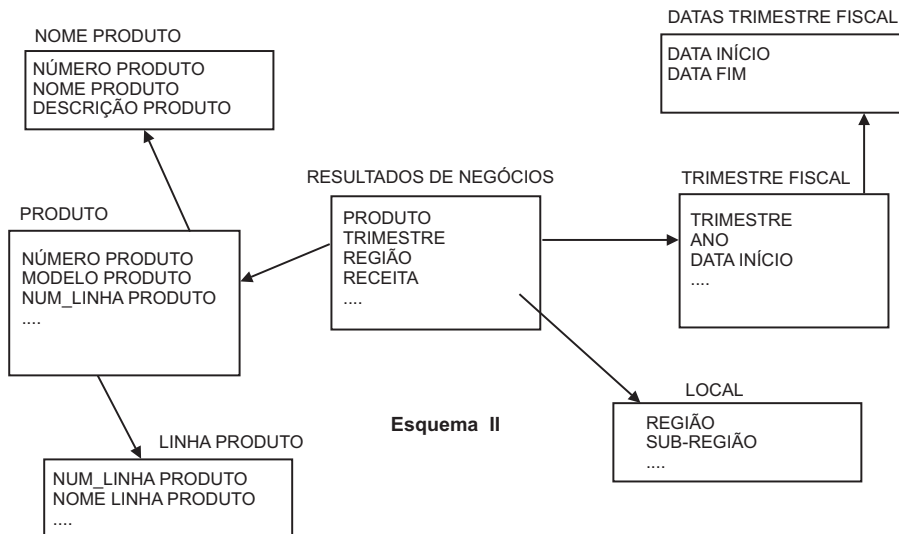 NOME PRODUTO
NÚMERO PRODUTO
NOME PRODUTO
DESCRIÇÃO PRODUTO
DATAS TRIMESTRE FISCAL
DATA INÍCIO
DATA FIM
PRODUTO
NÚMERO PRODUTO
MODELO PRODUTO
NUM_LINHA PRODUTO
....
RESULTADOS DE NEGÓCIOS
PRODUTO
TRIMESTRE
REGIÃO
RECEITA
....
TRIMESTRE FISCAL
TRIMESTRE
ANO
DATA INÍCIO
....
LINHA PRODUTO
NUM_LINHA PRODUTO
NOME LINHA PRODUTO
....
Esquema II
LOCAL
REGIÃO
SUB-REGIÃO
....